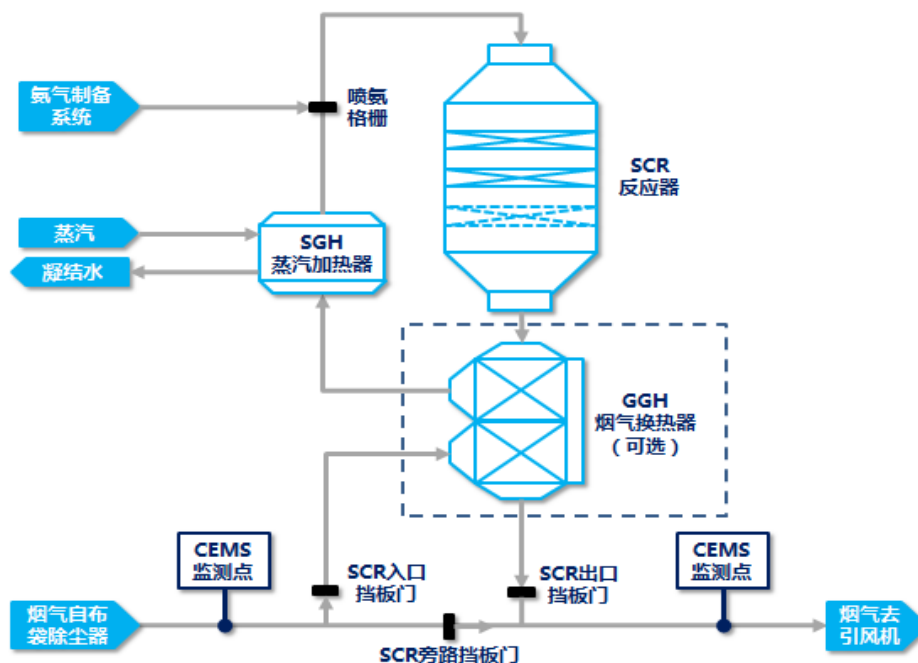 氨气制备
系统
喷氨
格栅
SCR
反应器
蒸汽
SGH
蒸汽加热器
凝结水
GGH
烟气换热器
（可选）
CEMS
监测点
SCR入口
挡板门
SCR出口
挡板门
CEMS
监测点
烟气自布
袋除尘器
SCR旁路挡板门
烟气去
引风机